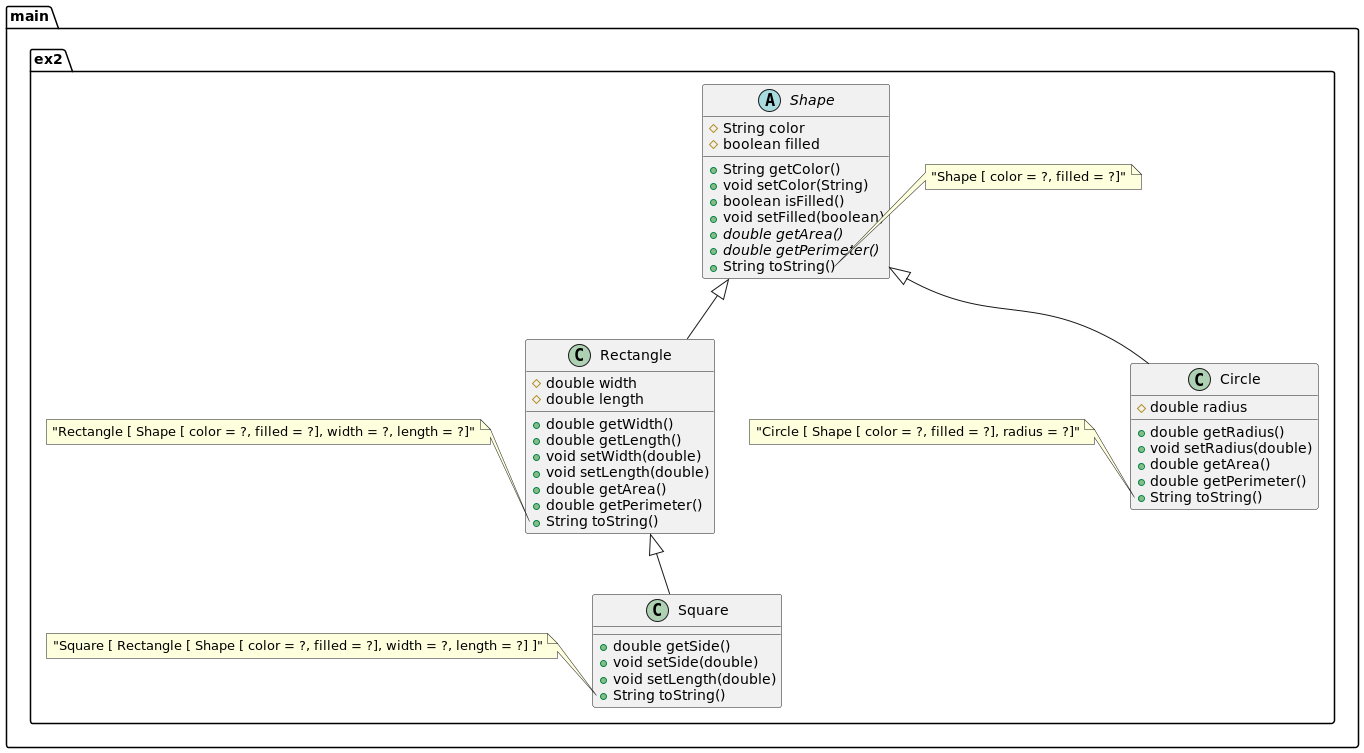 main
ex2
A Shape
String color
boolean filled
String getColor()
void setColor(String)
boolean isFilled()
void setFilled(boolean)
double getArea()
double getPerimeter()
String toString()
"Shape [ color = ?, filled = ?]"
C Rectangle
double width
double length
double getWidth()
double getLength()
void setWidth(double)
void setLength(double)
double getArea()
double getPerimeter()
String toString()
"Rectangle [ Shape [ color = ?, filled = ?], width = ?, length = ?]"
C Circle
double radius
double getRadius()
void setRadius(double)
double getArea()
double getPerimeter()
String toString()
"Circle [ Shape [ color = ?, filled = ?], radius = ?]"
C Square
double getSide()
void setSide(double)
void setLength(double)
String toString()
"Square [ Rectangle [ Shape [ color = ?, filled = ?], width = ?, length = ?] ]"